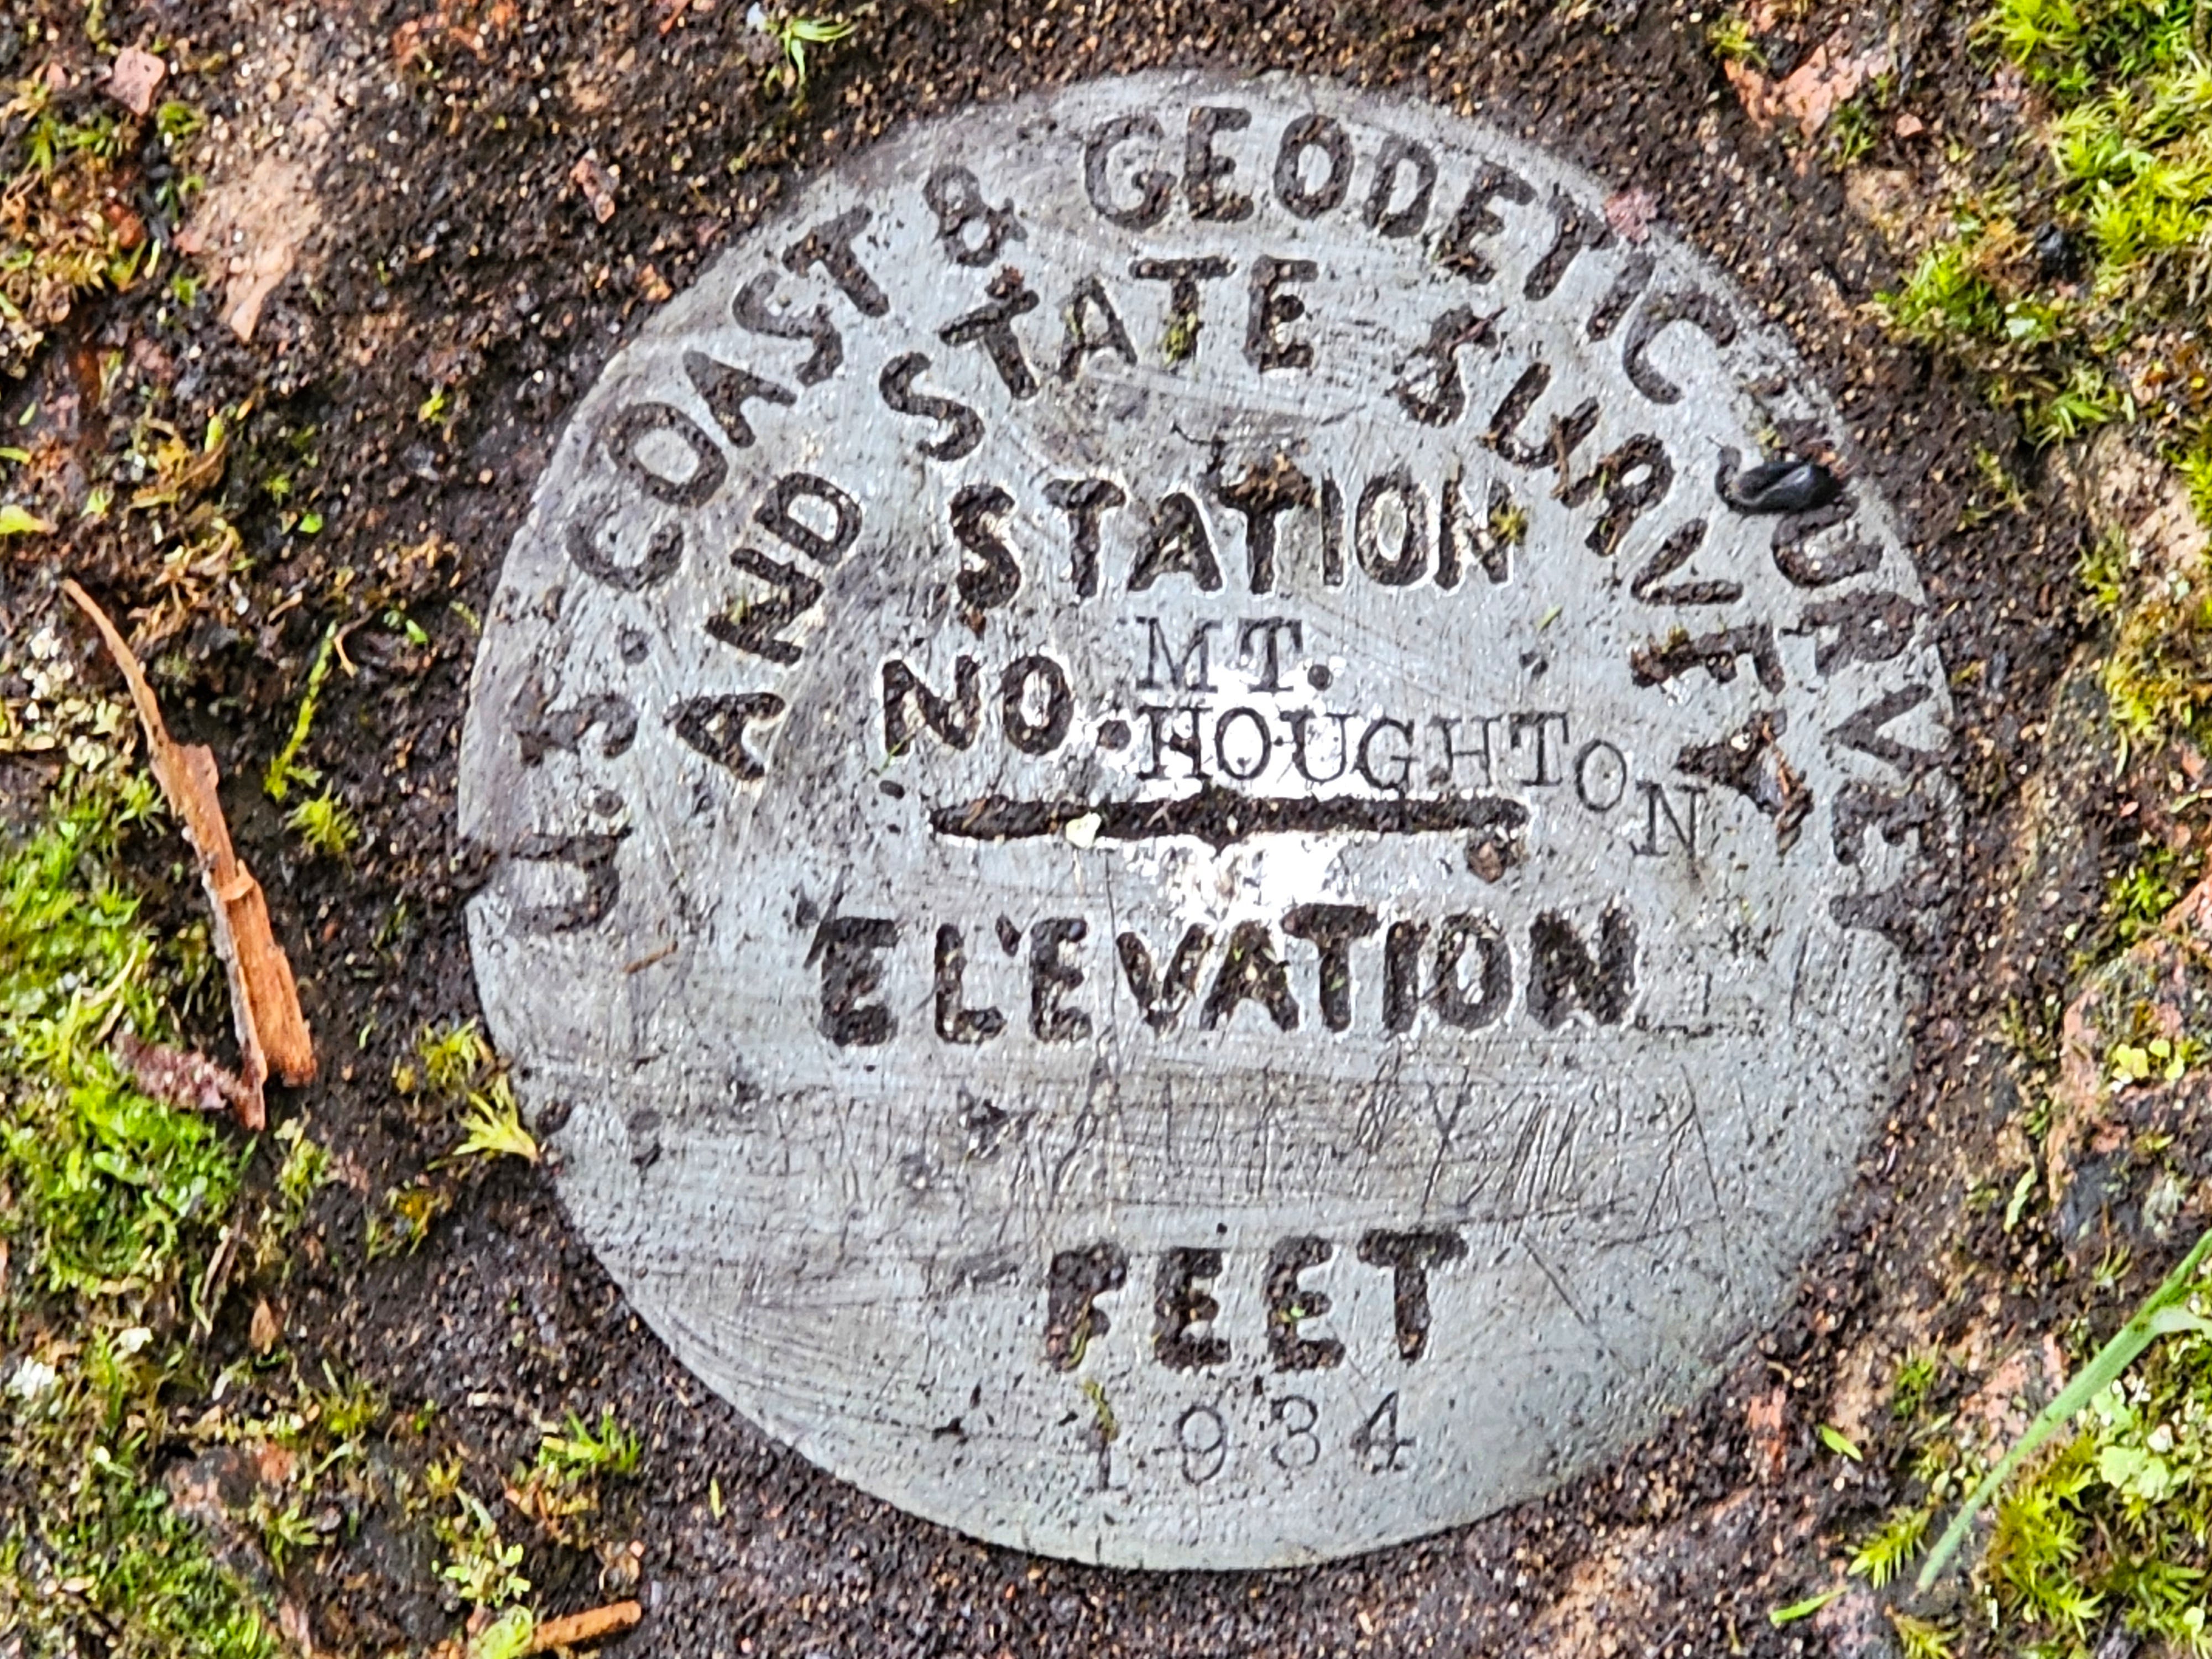 U.S. COAST & GEODETIC SURVEY
AND STATE SURVEY
STATION
NO. MT.
HOUGHTON
ELEVATION
FEET
1934